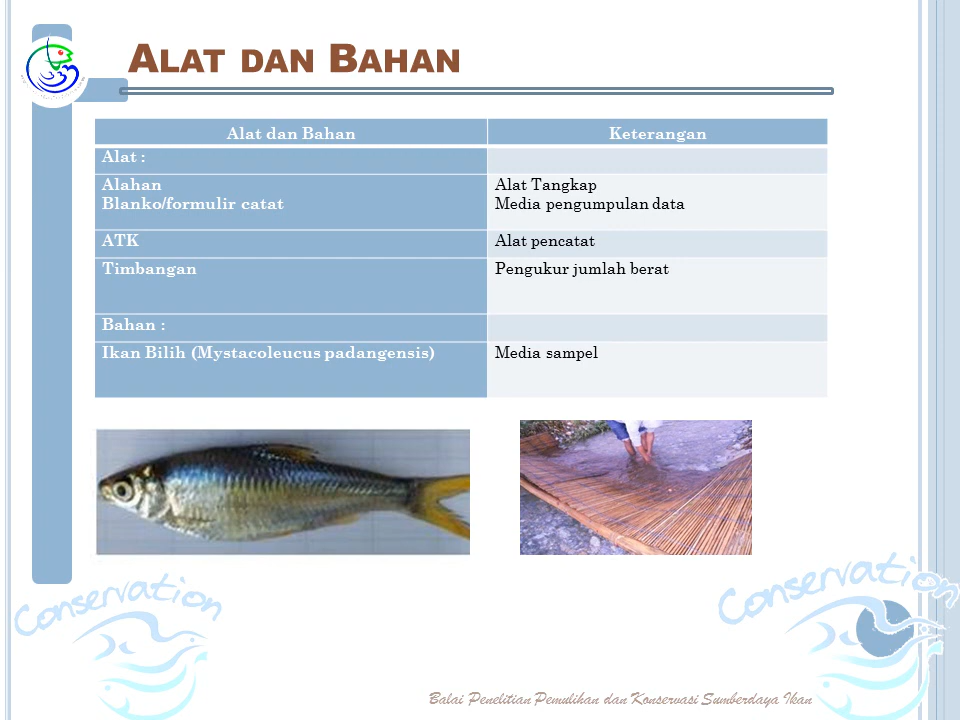 ALAT DAN BAHAN
Alat dan Bahan Keterangan
Alat :
Alahan Alat Tangkap
Blanko/formulir catat Media pengumpulan data
ATK Alat pencatat
Timbangan Pengukur jumlah berat
Bahan :
Ikan Bilih (Mystacoleucus padangensis) Media sampel
Conservation
Conservation
Balai Penelitian Pemulihan dan Konservasi Sumberdaya Ikan